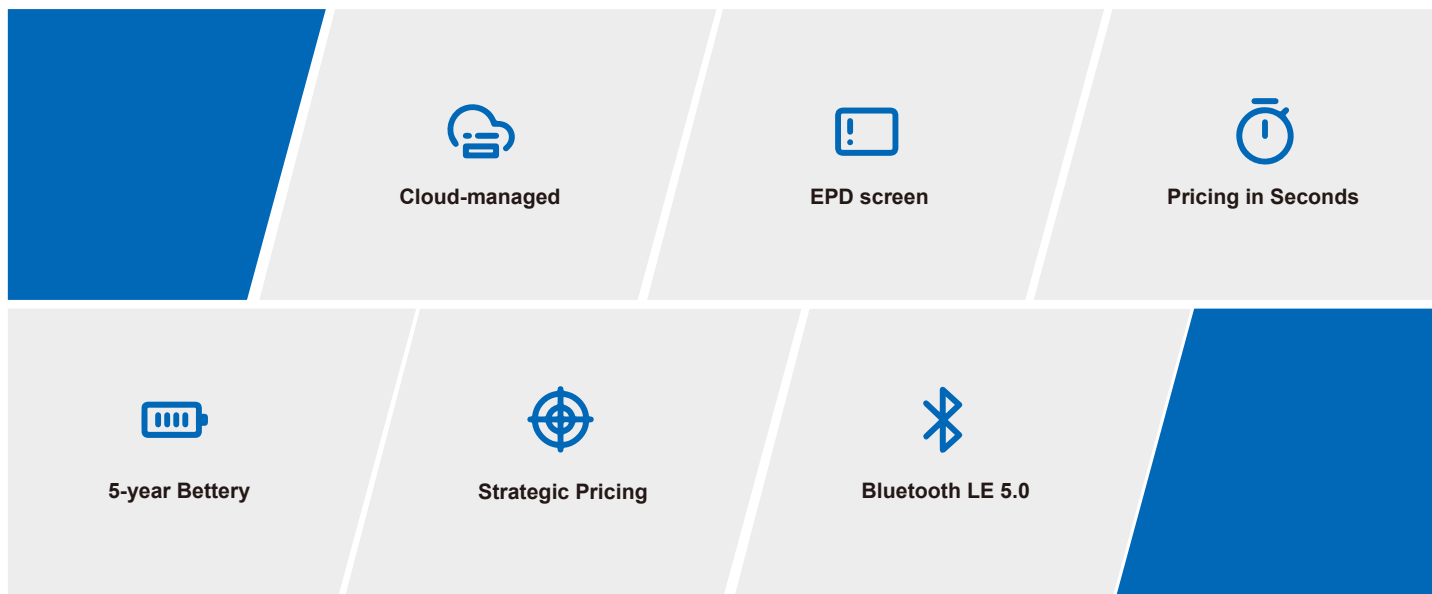 Cloud-managed
EPD screen
Pricing in Seconds
5-year Bettery
Strategic Pricing
Bluetooth LE 5.0